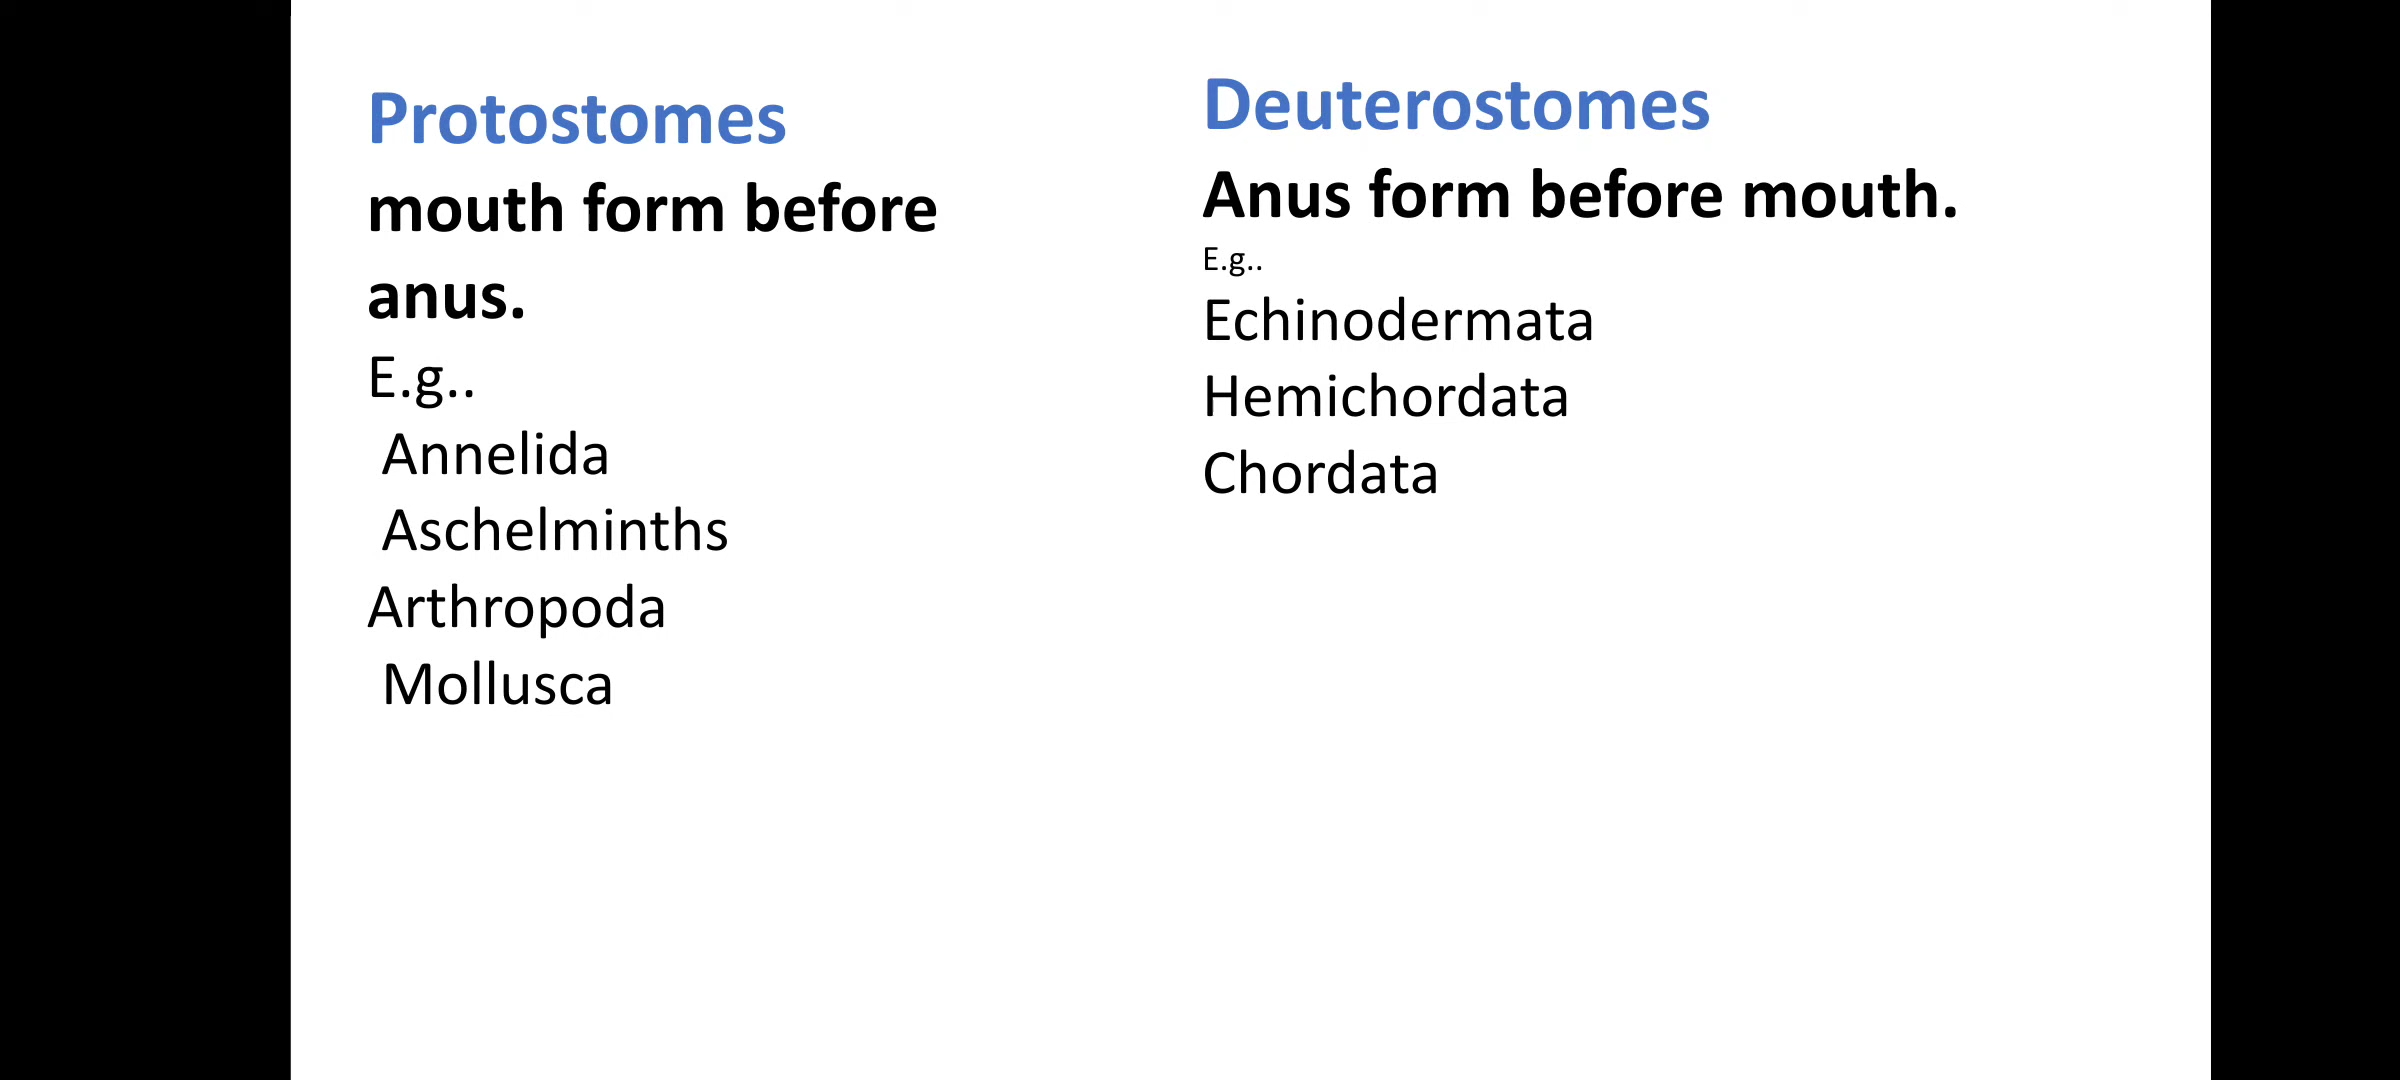 Protostomes
mouth form before
anus.
E.g..
Annelida
Aschelminths
Arthropoda
Mollusca
Deuterostomes
Anus form before mouth.
E.g..
Echinodermata
Hemichordata
Chordata